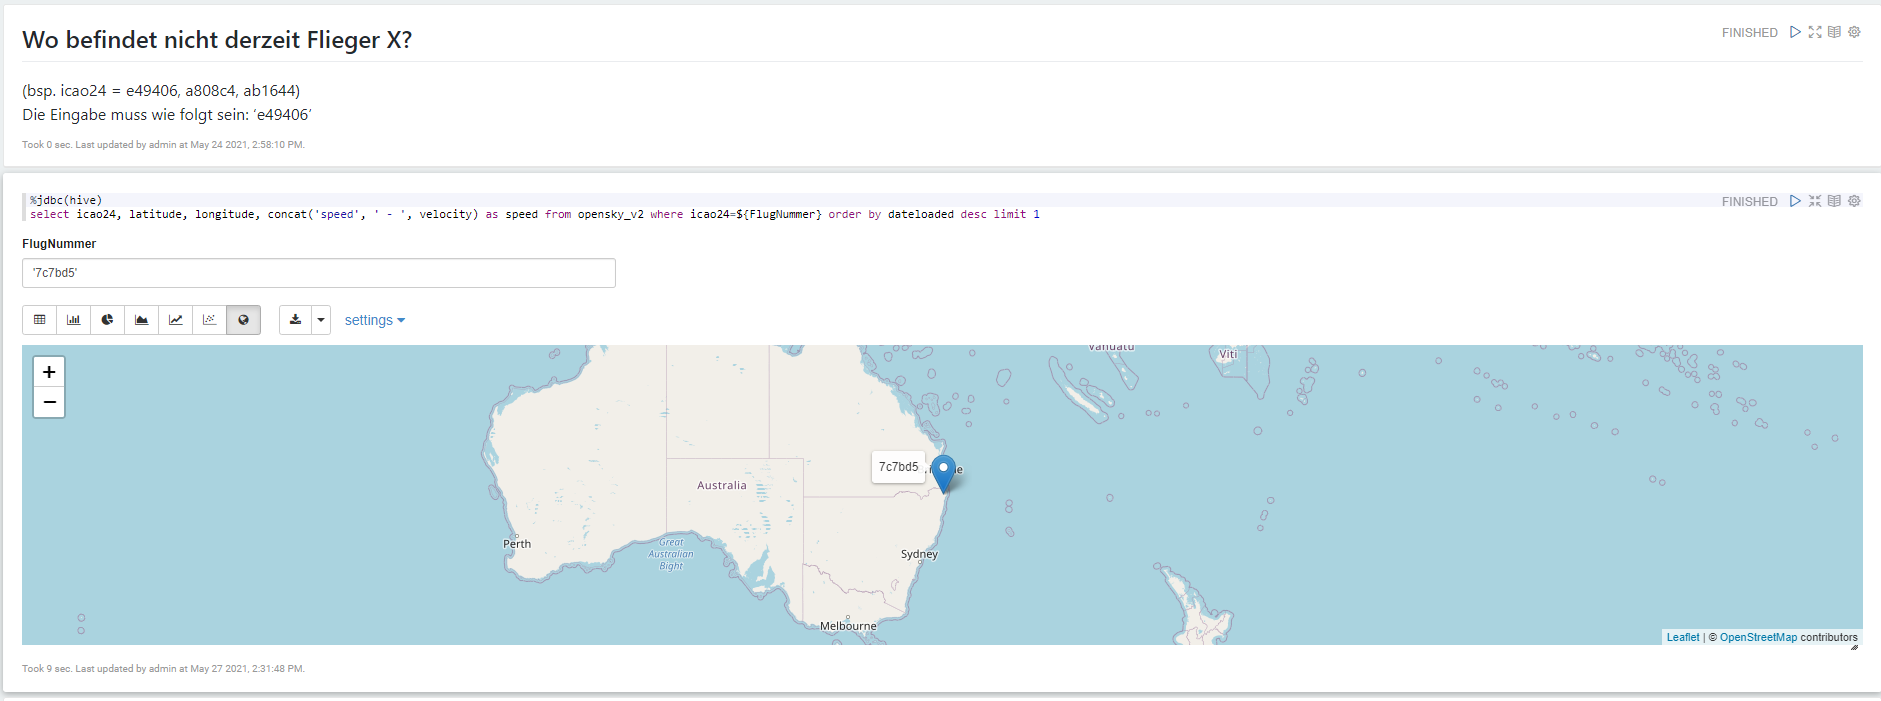 Wo befindet nicht derzeit Flieger X?
FINISHED
(bsp. icao24 = e49406, a808c4, ab1644)
Die Eingabe muss wie folgt sein: ‘e49406’
Took 0 sec. Last updated by admin at May 24 2021, 2:58:10 PM.
%jdbc(hive)
FINISHED
select icao24, latitude, longitude, concat('speed', ' - ', velocity) as speed from opensky_v2 where icao24=${FlugNummer} order by dateloaded desc limit 1
FlugNummer
'7c7bd5'
settings
+
−
Vanuatu
Viti
7c7bd5
Australia
Perth
Great
Australian
Bight
Sydney
Melbourne
Leaflet | © OpenStreetMap contributors
Took 9 sec. Last updated by admin at May 27 2021, 2:31:48 PM.